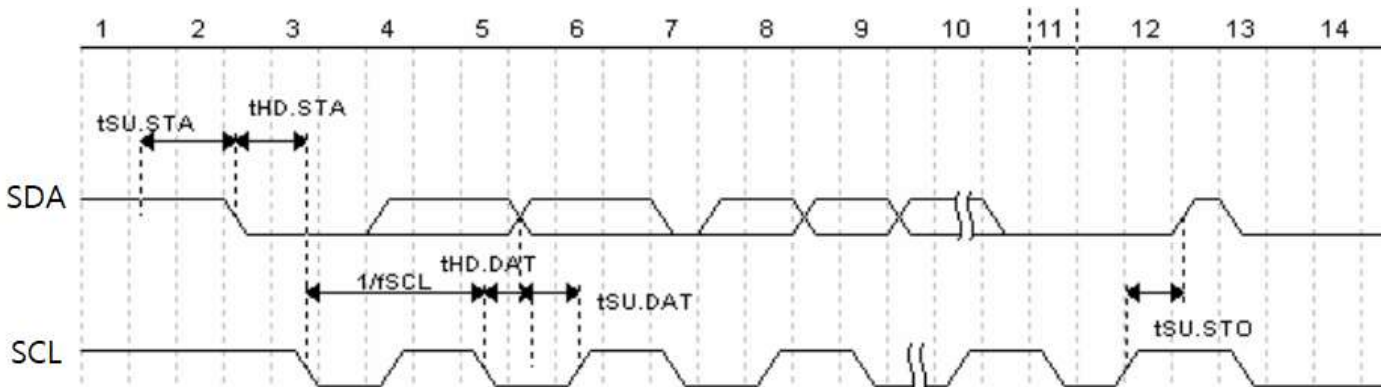 1 2 3 4 5 6 7 8 9 10 11 12 13 14
tHD.STA
tSU.STA
SDA
tHD.DAT
1/fSCL
tSU.DAT
tSU.STO
SCL